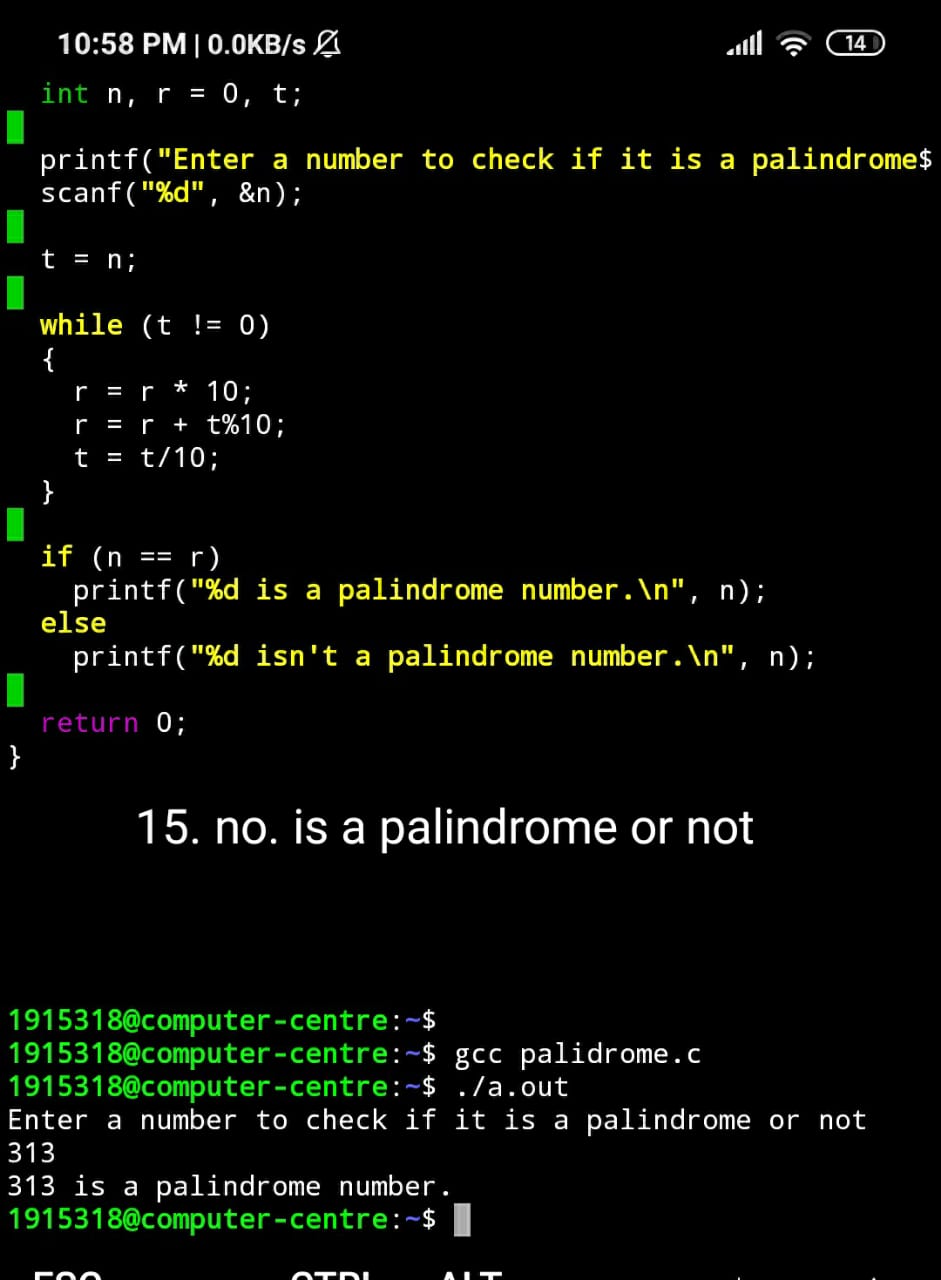 10:58 PM | 0.0KB/s 14
int n, r = 0, t;
printf("Enter a number to check if it is a palindrome$
scanf("%d", &n);
t = n;
while (t != 0)
{
r = r * 10;
r = r + t%10;
t = t/10;
}
if (n == r)
printf("%d is a palindrome number.\n", n);
else
printf("%d isn't a palindrome number.\n", n);
return 0;
}
15. no. is a palindrome or not
1915318@computer-centre:~$
1915318@computer-centre:~$ gcc palidrome.c
1915318@computer-centre:~$ ./a.out
Enter a number to check if it is a palindrome or not
313
313 is a palindrome number.
1915318@computer-centre:~$